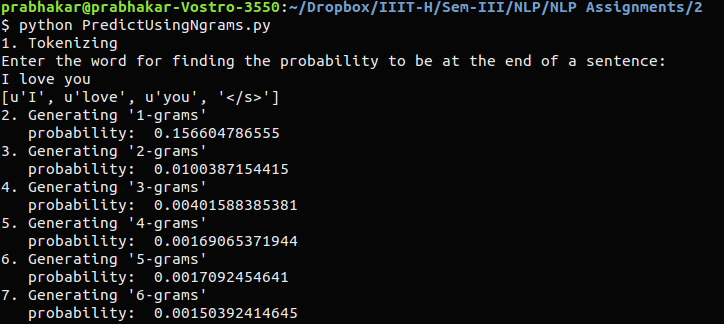 prabhakar@prabhakar-Vostro-3550:~/Dropbox/IIIT-H/Sem-III/NLP/NLP Assignments/2
$ python PredictUsingNgrams.py
1. Tokenizing
Enter the word for finding the probability to be at the end of a sentence:
I love you
[u'I', u'love', u'you', '</s>']
2. Generating '1-grams'
   probability:  0.156604786555
3. Generating '2-grams'
   probability:  0.0100387154415
4. Generating '3-grams'
   probability:  0.00401588385381
5. Generating '4-grams'
   probability:  0.00169065371944
6. Generating '5-grams'
   probability:  0.0017092454641
7. Generating '6-grams'
   probability:  0.00150392414645